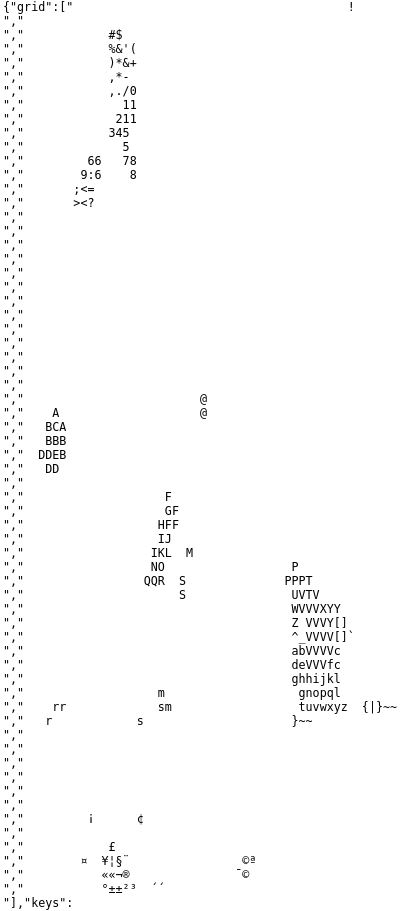 {"grid":["                                       !
","
","            #$
","            %&'(
","            )*&+
","            ,*-
","            ,./0
","              11
","             211
","            345
","              5
","         66   78
","        9:6    8
","       ;<=
","       ><?
","
","
","
","
","
","
","
","
","
","
","
","
","
","                         @
","    A                    @
","   BCA
","   BBB
","  DDEB
","   DD
","
","                    F
","                    GF
","                   HFF
","                   IJ
","                  IKL  M
","                  NO                  P
","                 QQR  S              PPPT
","                      S               UVTV
","                                      WVVVXYY
","                                      Z VVVY[]
","                                      ^_VVVV[]`
","                                      abVVVVc
","                                      deVVVfc
","                                      ghhijkl
","                   m                   gnopql
","    rr             sm                  tuvwxyz  {|}~~
","   r            s                     }~~
","
","
","
","
","
","
","         ¡      ¢
","
","            £
","        ¤  ¥¦§¨                ©ª
","           ««¬®               ¯©
","           °±±²³  ´´
"],"keys":